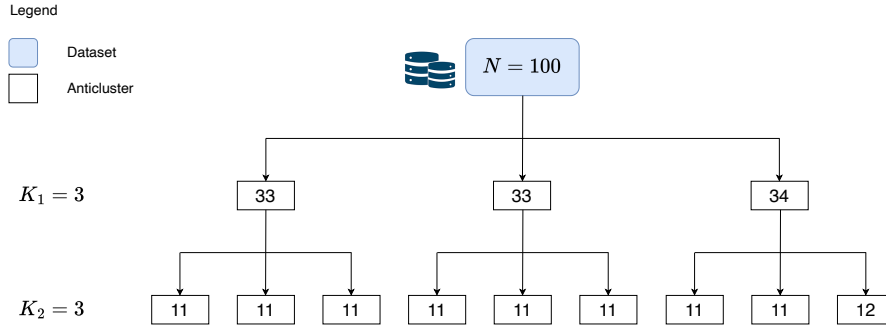 Legend
Dataset
Anticluster
N = 100
K₁ = 3
33
33
34
K₂ = 3
11
11
11
11
11
11
11
11
12